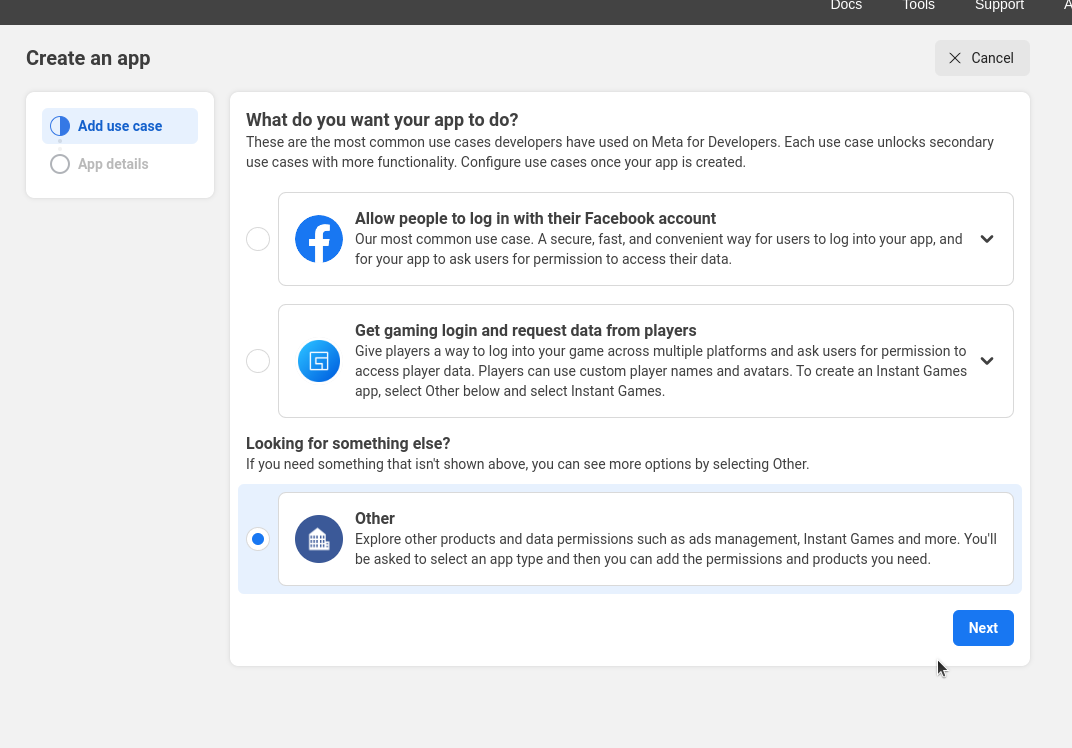 Docs Tools Support A
Create an app
Cancel
Add use case
App details
What do you want your app to do?
These are the most common use cases developers have used on Meta for Developers. Each use case unlocks secondary
use cases with more functionality. Configure use cases once your app is created.
Allow people to log in with their Facebook account
Our most common use case. A secure, fast, and convenient way for users to log into your app, and
for your app to ask users for permission to access their data.
Get gaming login and request data from players
Give players a way to log into your game across multiple platforms and ask users for permission to
access player data. Players can use custom player names and avatars. To create an Instant Games
app, select Other below and select Instant Games.
Looking for something else?
If you need something that isn't shown above, you can see more options by selecting Other.
Other
Explore other products and data permissions such as ads management, Instant Games and more. You'll
be asked to select an app type and then you can add the permissions and products you need.
Next